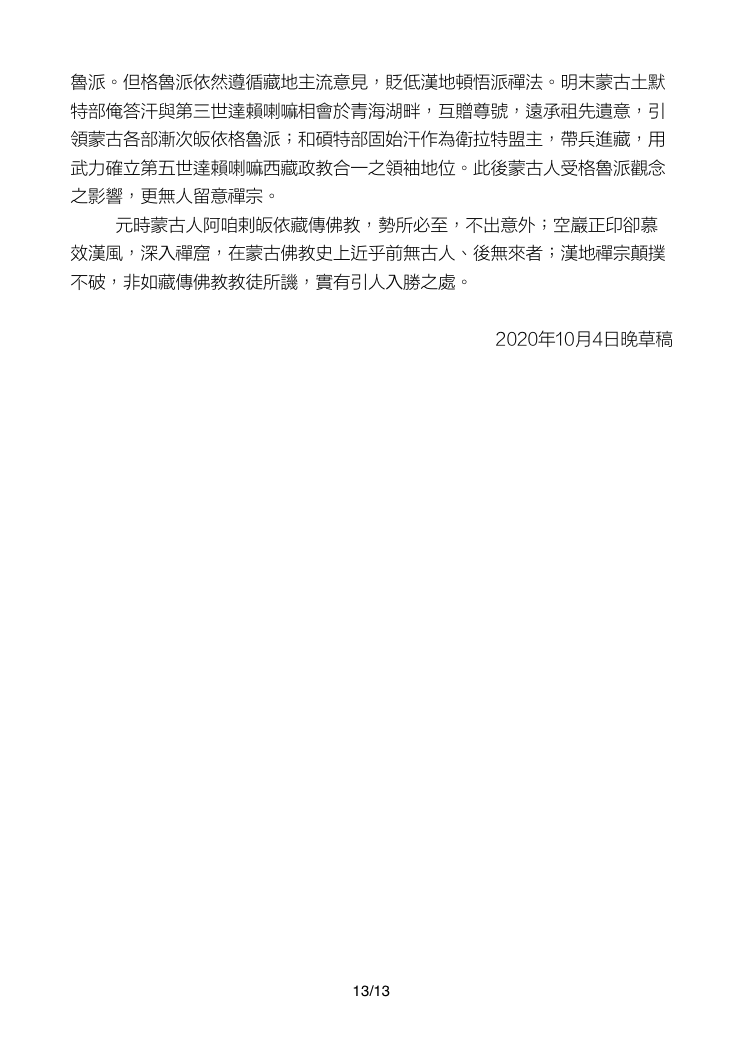 魯派。但格魯派依然遵循藏地主流意見，貶低漢地頓悟派禪法。明末蒙古土默
特部俺答汗與第三世達賴喇嘛相會於青海湖畔，互贈尊號，遠承祖先遺意，引
領蒙古各部漸次皈依格魯派；和碩特部固始汗作為衛拉特盟主，帶兵進藏，用
武力確立第五世達賴喇嘛西藏政教合一之領袖地位。此後蒙古人受格魯派觀念
之影響，更無人留意禪宗。
元時蒙古人阿咱剌皈依藏傳佛教，勢所必至，不出意外；空巖正印卻慕
效漢風，深入禪窟，在蒙古佛教史上近乎前無古人、後無來者；漢地禪宗顛撲
不破，非如藏傳佛教教徒所譏，實有引人入勝之處。
2020年10月4日晚草稿
13/13